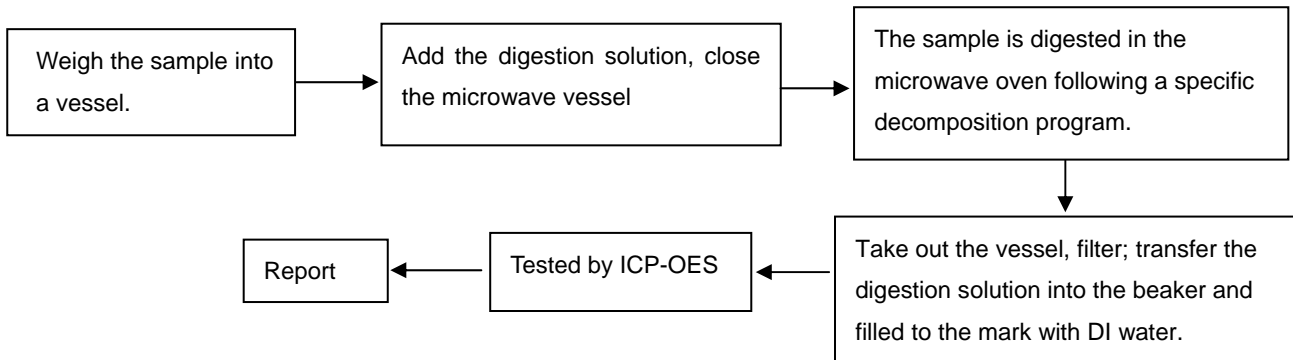 Weigh the sample into
a vessel.
Add the digestion solution, close
the microwave vessel
The sample is digested in the
microwave oven following a specific
decomposition program.
Take out the vessel, filter; transfer the
digestion solution into the beaker and
filled to the mark with DI water.
Tested by ICP-OES
Report